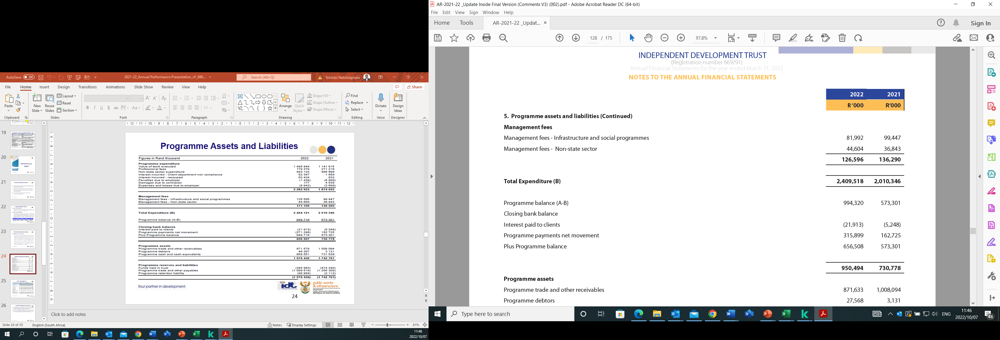 AutoSave Off 2021-22_Annual Performance Presentation_vF_080... Search (Alt+Q) Tshilidzi Netshilaphala
File Home Insert Design Transitions Animations Slide Show Review View Help Share
Paste New Slide Reuse Slides Layout Reset Section
B I U S ab AV Aa A
Arrange Quick Styles Shape Fill Shape Outline Shape Effects
Find Replace Select Dictate Design Ideas
Clipboard Slides Font Paragraph Drawing Editing Voice Designer
19
20
21
22
23
24
25
26
Programme Assets and Liabilities
Figures in Rand thousand 2022 2021
Programme expenditure
Value of work executed 1 495 844 1 141 615
Professional fees 179 379 271 216
Non-state sector expenditure 493 133 466 696
Interest incurred - Client department non compliance 62 347 1 659
Interest incurred - recouped 62 424 832
Penalties due to employer (1 439) (8 808)
Damages due to contractor 177 4 539
Expenses and losses due to employer (8 942) (3 696)
2 282 923 1 874 053
Management fees
Management fees - Infrastructure and social programmes 126 595 99 447
Management fees - Non-state sector 44 604 36 843
171 199 136 290
Total Expenditure (B) 2 454 121 2 010 346
Programme balance (A-B) 949 716 573 301
Closing bank balance
Interest paid to clients (21 913) (5 248)
Programme payments net movement (271 296) 162 725
Plus Programme balance 949 716 573 301
656 507 730 778
Programme assets
Programme trade and other receivables 871 578 1 008 094
Programme debtors 46 307 3 131
Programme cash and cash equivalents 658 551 731 536
1 576 436 1 742 761
Programme reserves and liabilities
Funds held in trust (385 863) (474 340)
Programme trade and other payables (1 099 619) (1 266 309)
Programme retention liability (90 954) (2 112)
(1 576 436) (1 742 761)
Your partner in development.
idt
public works
& infrastructure
Department:
Public Works and Infrastructure
REPUBLIC OF SOUTH AFRICA
24
Click to add notes
Slide 24 of 35 English (South Africa) Notes Display Settings 81%
11:46
2022/10/07
AR-2021-22 _Update Inside Final Version (Comments V3) (002).pdf - Adobe Acrobat Reader DC (64-bit)
File Edit View Sign Window Help
Home Tools AR-2021-22 _Updat... × Sign In
128 / 175 97,8%
INDEPENDENT DEVELOPMENT TRUST
(Registration number 669/91)
Annual Financial Statements for the year ended March 31, 2022
NOTES TO THE ANNUAL FINANCIAL STATEMENTS
2022 2021
R '000 R'000
5. Programme assets and liabilities (Continued)
Management fees
Management fees - Infrastructure and social programmes 81,992 99,447
Management fees - Non-state sector 44,604 36,843
126,596 136,290
Total Expenditure (B) 2,409,518 2,010,346
Programme balance (A-B) 994,320 573,301
Closing bank balance
Interest paid to clients (21,913) (5,248)
Programme payments net movement 315,899 162,725
Plus Programme balance 656,508 573,301
950,494 730,778
Programme assets
Programme trade and other receivables 871,633 1,008,094
Programme debtors 27,568 3,131
Type here to search
ENG
11:46
2022/10/07
46